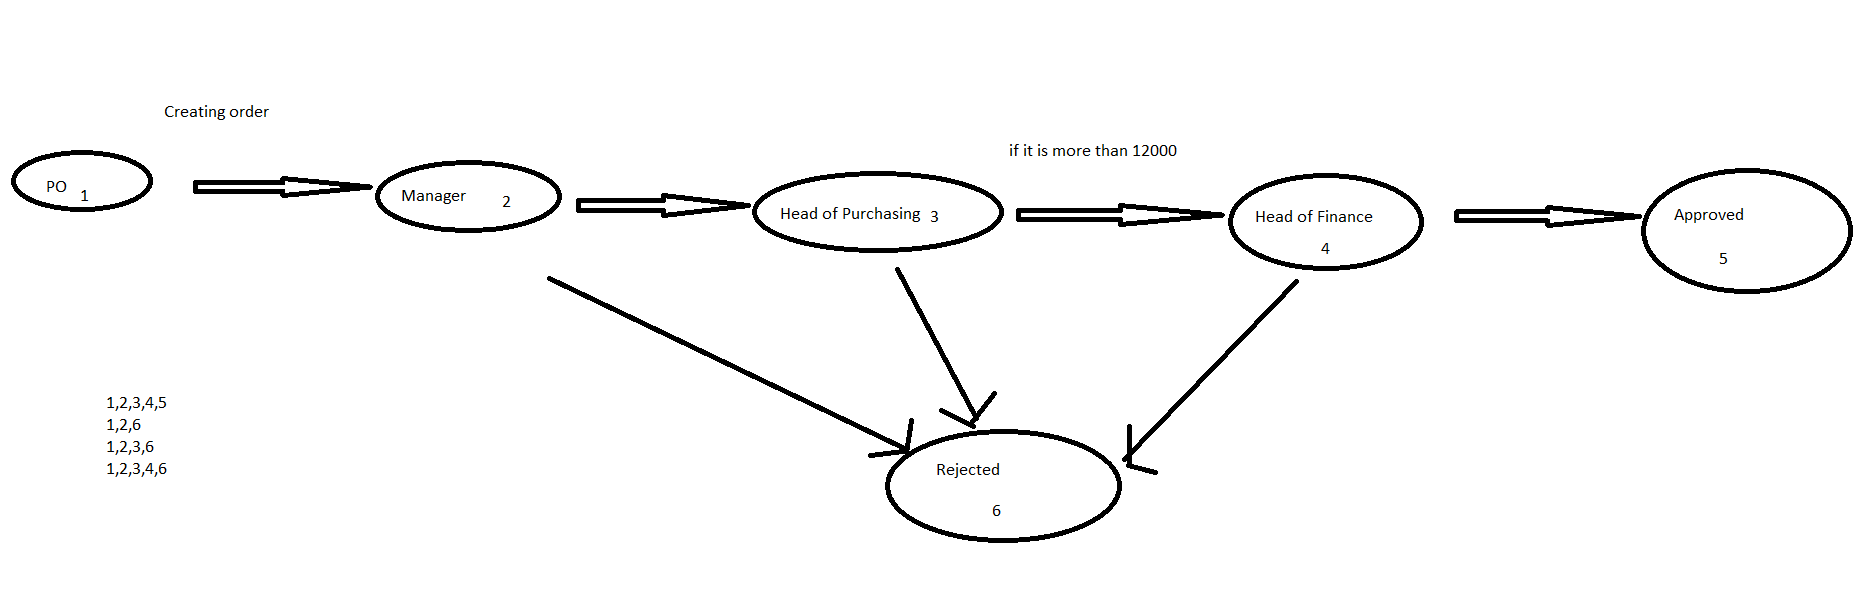 Creating order
if it is more than 12000
PO 1
Manager 2
Head of Purchasing 3
Head of Finance
4
Approved
5
1,2,3,4,5
1,2,6
1,2,3,6
1,2,3,4,6
Rejected
6